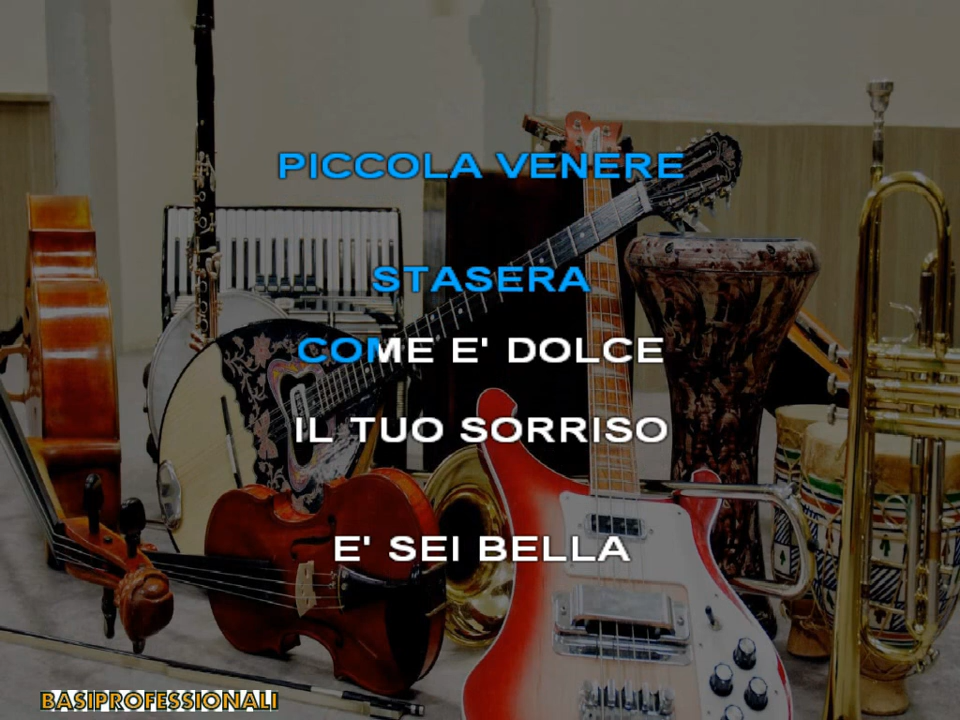 PICCOLA VENERE
STASERA
COME E' DOLCE
IL TUO SORRISO
E' SEI BELLA
BASIPROFESSIONALI